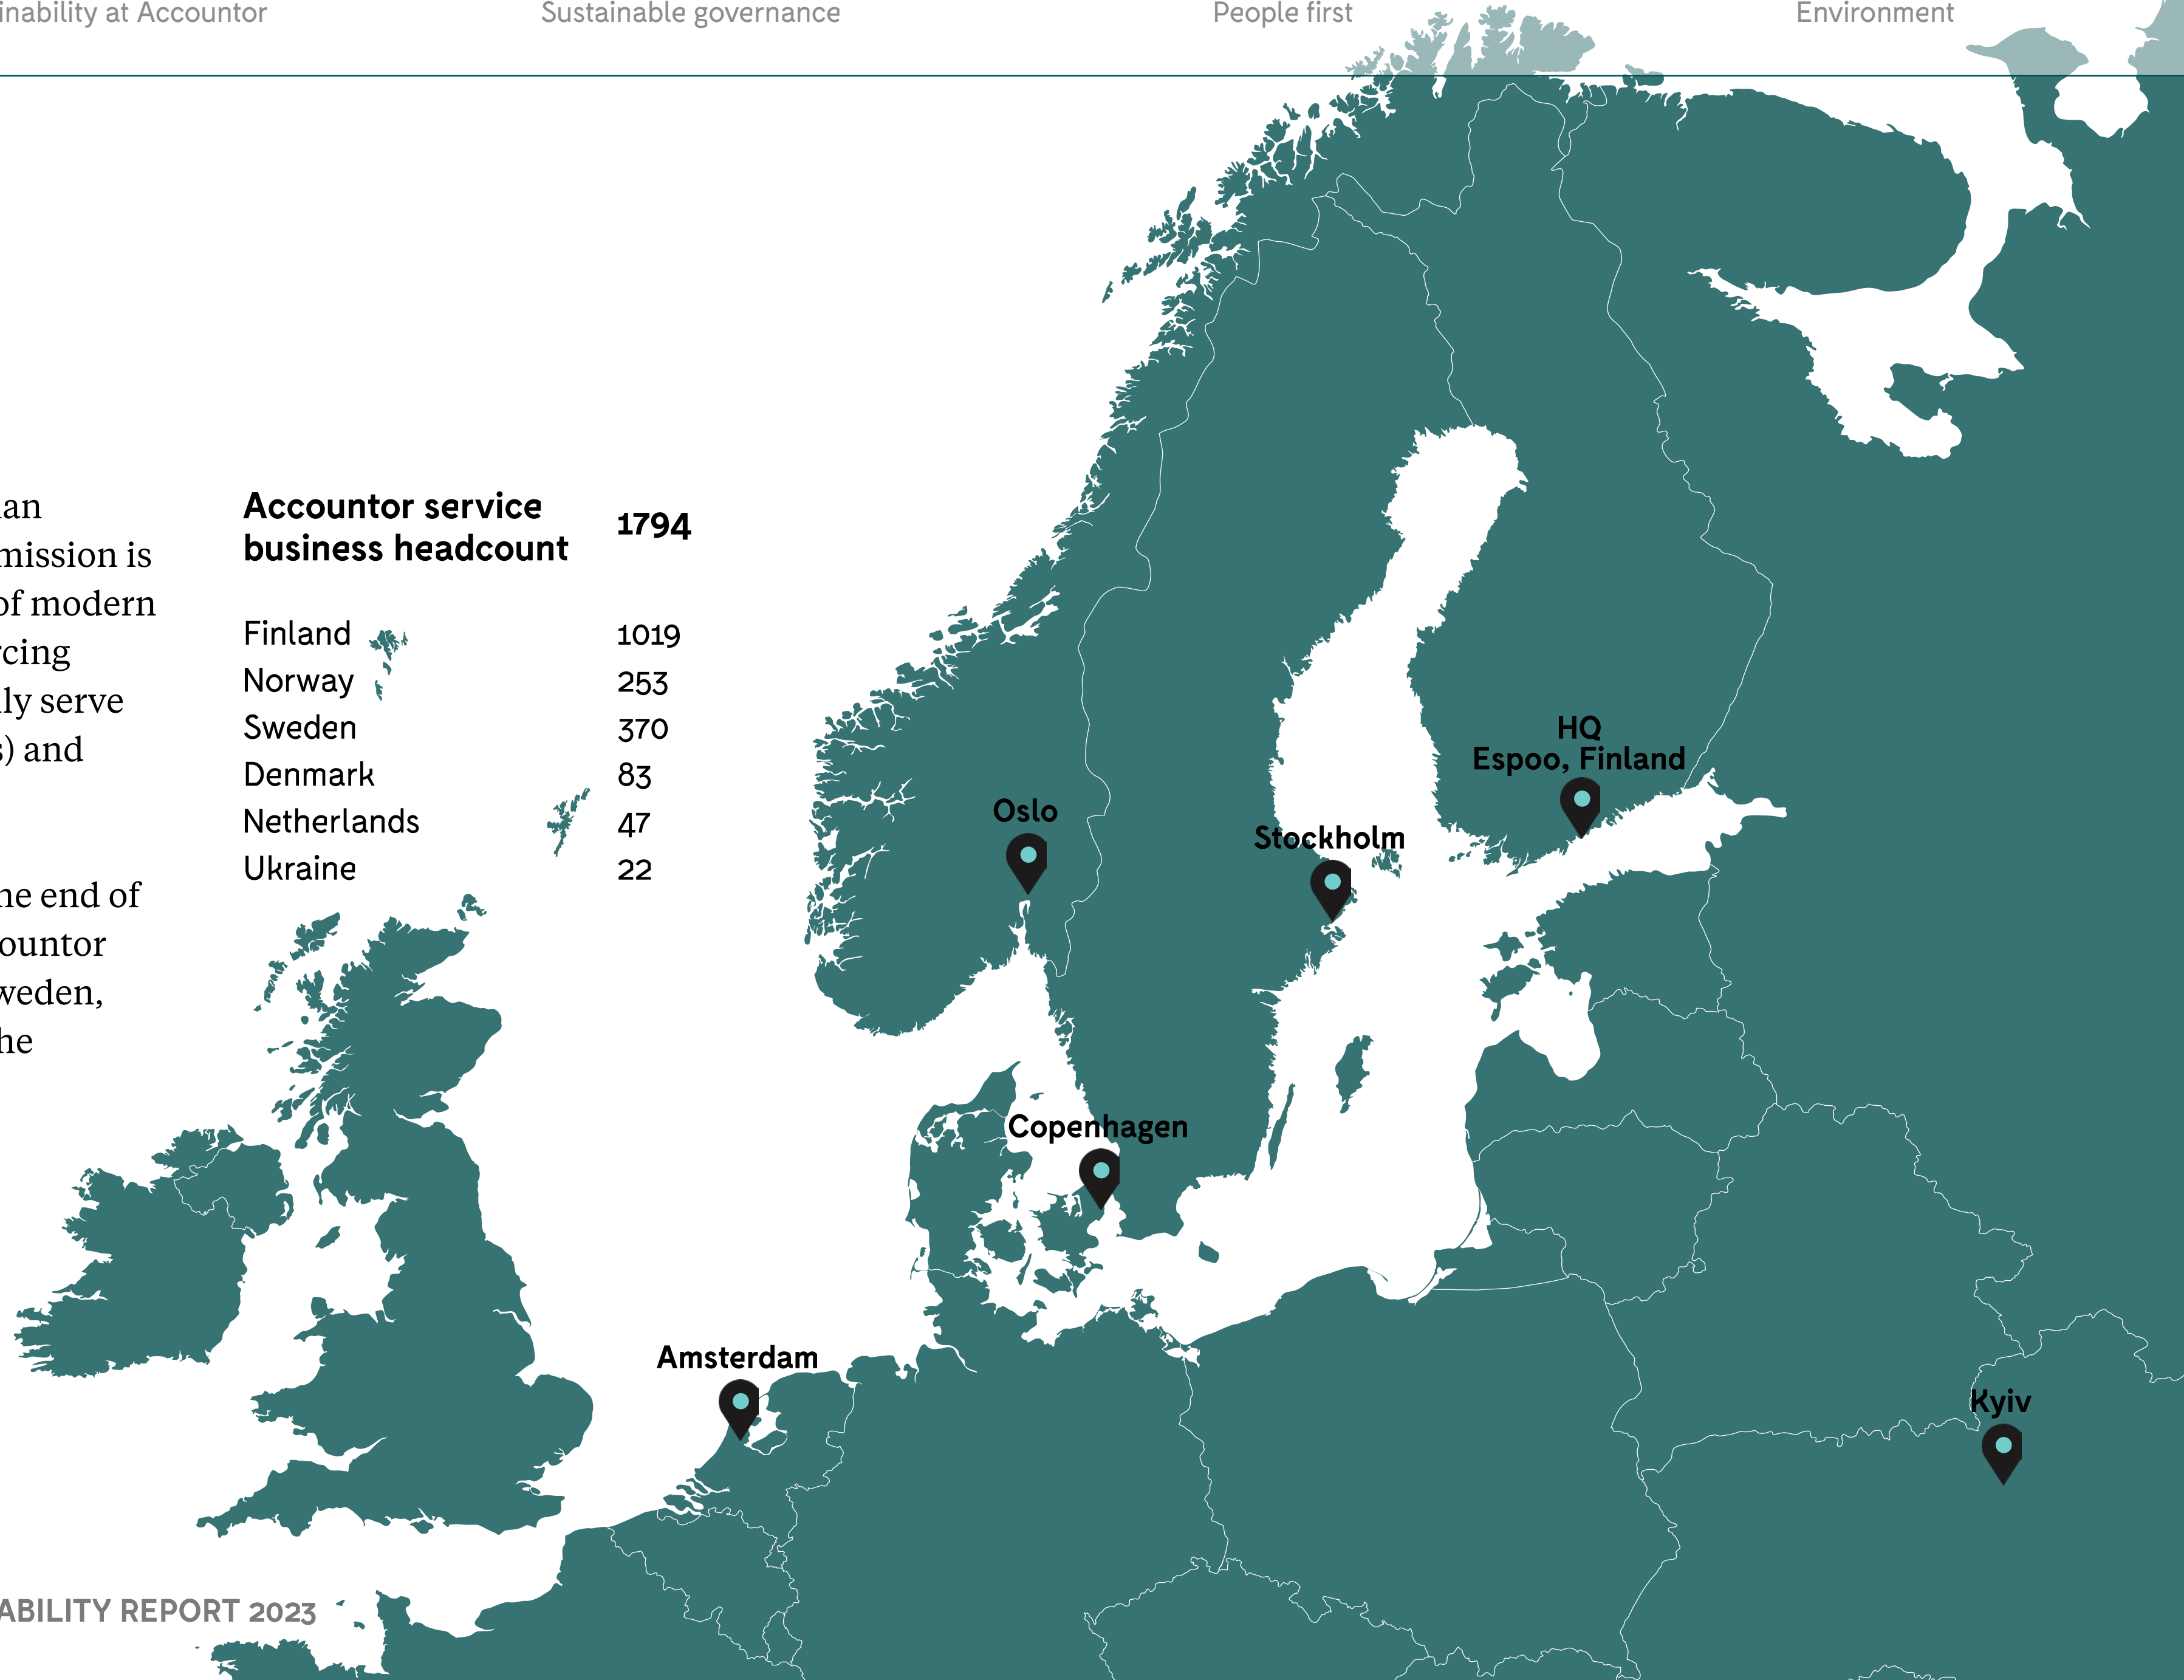 inability at Accountor
Sustainable governance
People first
Environment
an
mission is
of modern
rcing
lly serve
s) and
he end of
ountor
weden,
he
Accountor service
business headcount
1794
Finland 1019
Norway 253
Sweden 370
Denmark 83
Netherlands 47
Ukraine 22
HQ
Espoo, Finland
Oslo
Stockholm
Copenhagen
Amsterdam
Kyiv
ABILITY REPORT 2023